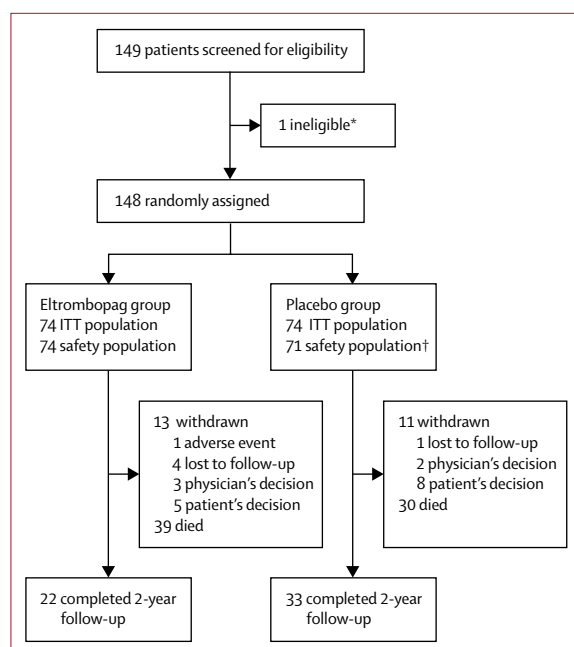 149 patients screened for eligibility
1 ineligible*
148 randomly assigned
Eltrombopag group
74 ITT population
74 safety population
Placebo group
74 ITT population
71 safety population†
13 withdrawn
1 adverse event
4 lost to follow-up
3 physician's decision
5 patient's decision
39 died
11 withdrawn
1 lost to follow-up
2 physician's decision
8 patient's decision
30 died
22 completed 2-year
follow-up
33 completed 2-year
follow-up